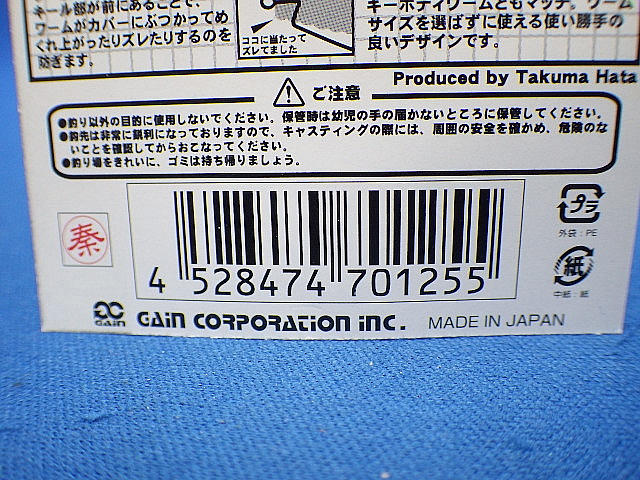 キール部が前にあることで、
ワームがカバーにぶつかってめ
くれ上がったりズレたりするのを
防ぎます。
ココに当たって
ズレてました
キーボディワームともマッチ。ワーム
サイズを選ばずに使える使い勝手の
良いデザインです。
Produced by Takuma Hata
ご注意
●釣り以外の目的に使用しないでください。保管時は幼児の手の届かないところに保管してください。
●鈎先は非常に鋭利になっておりますので、キャスティングの際には、周囲の安全を確かめ、危険のな
いことを確認してからおこなってください。
●釣り場をきれいに、ゴミは持ち帰りましょう。
秦
4 528474 701255
プラ
外袋:PE
紙
中紙:紙
GAIN
GAIN CORPORATION INC.
MADE IN JAPAN